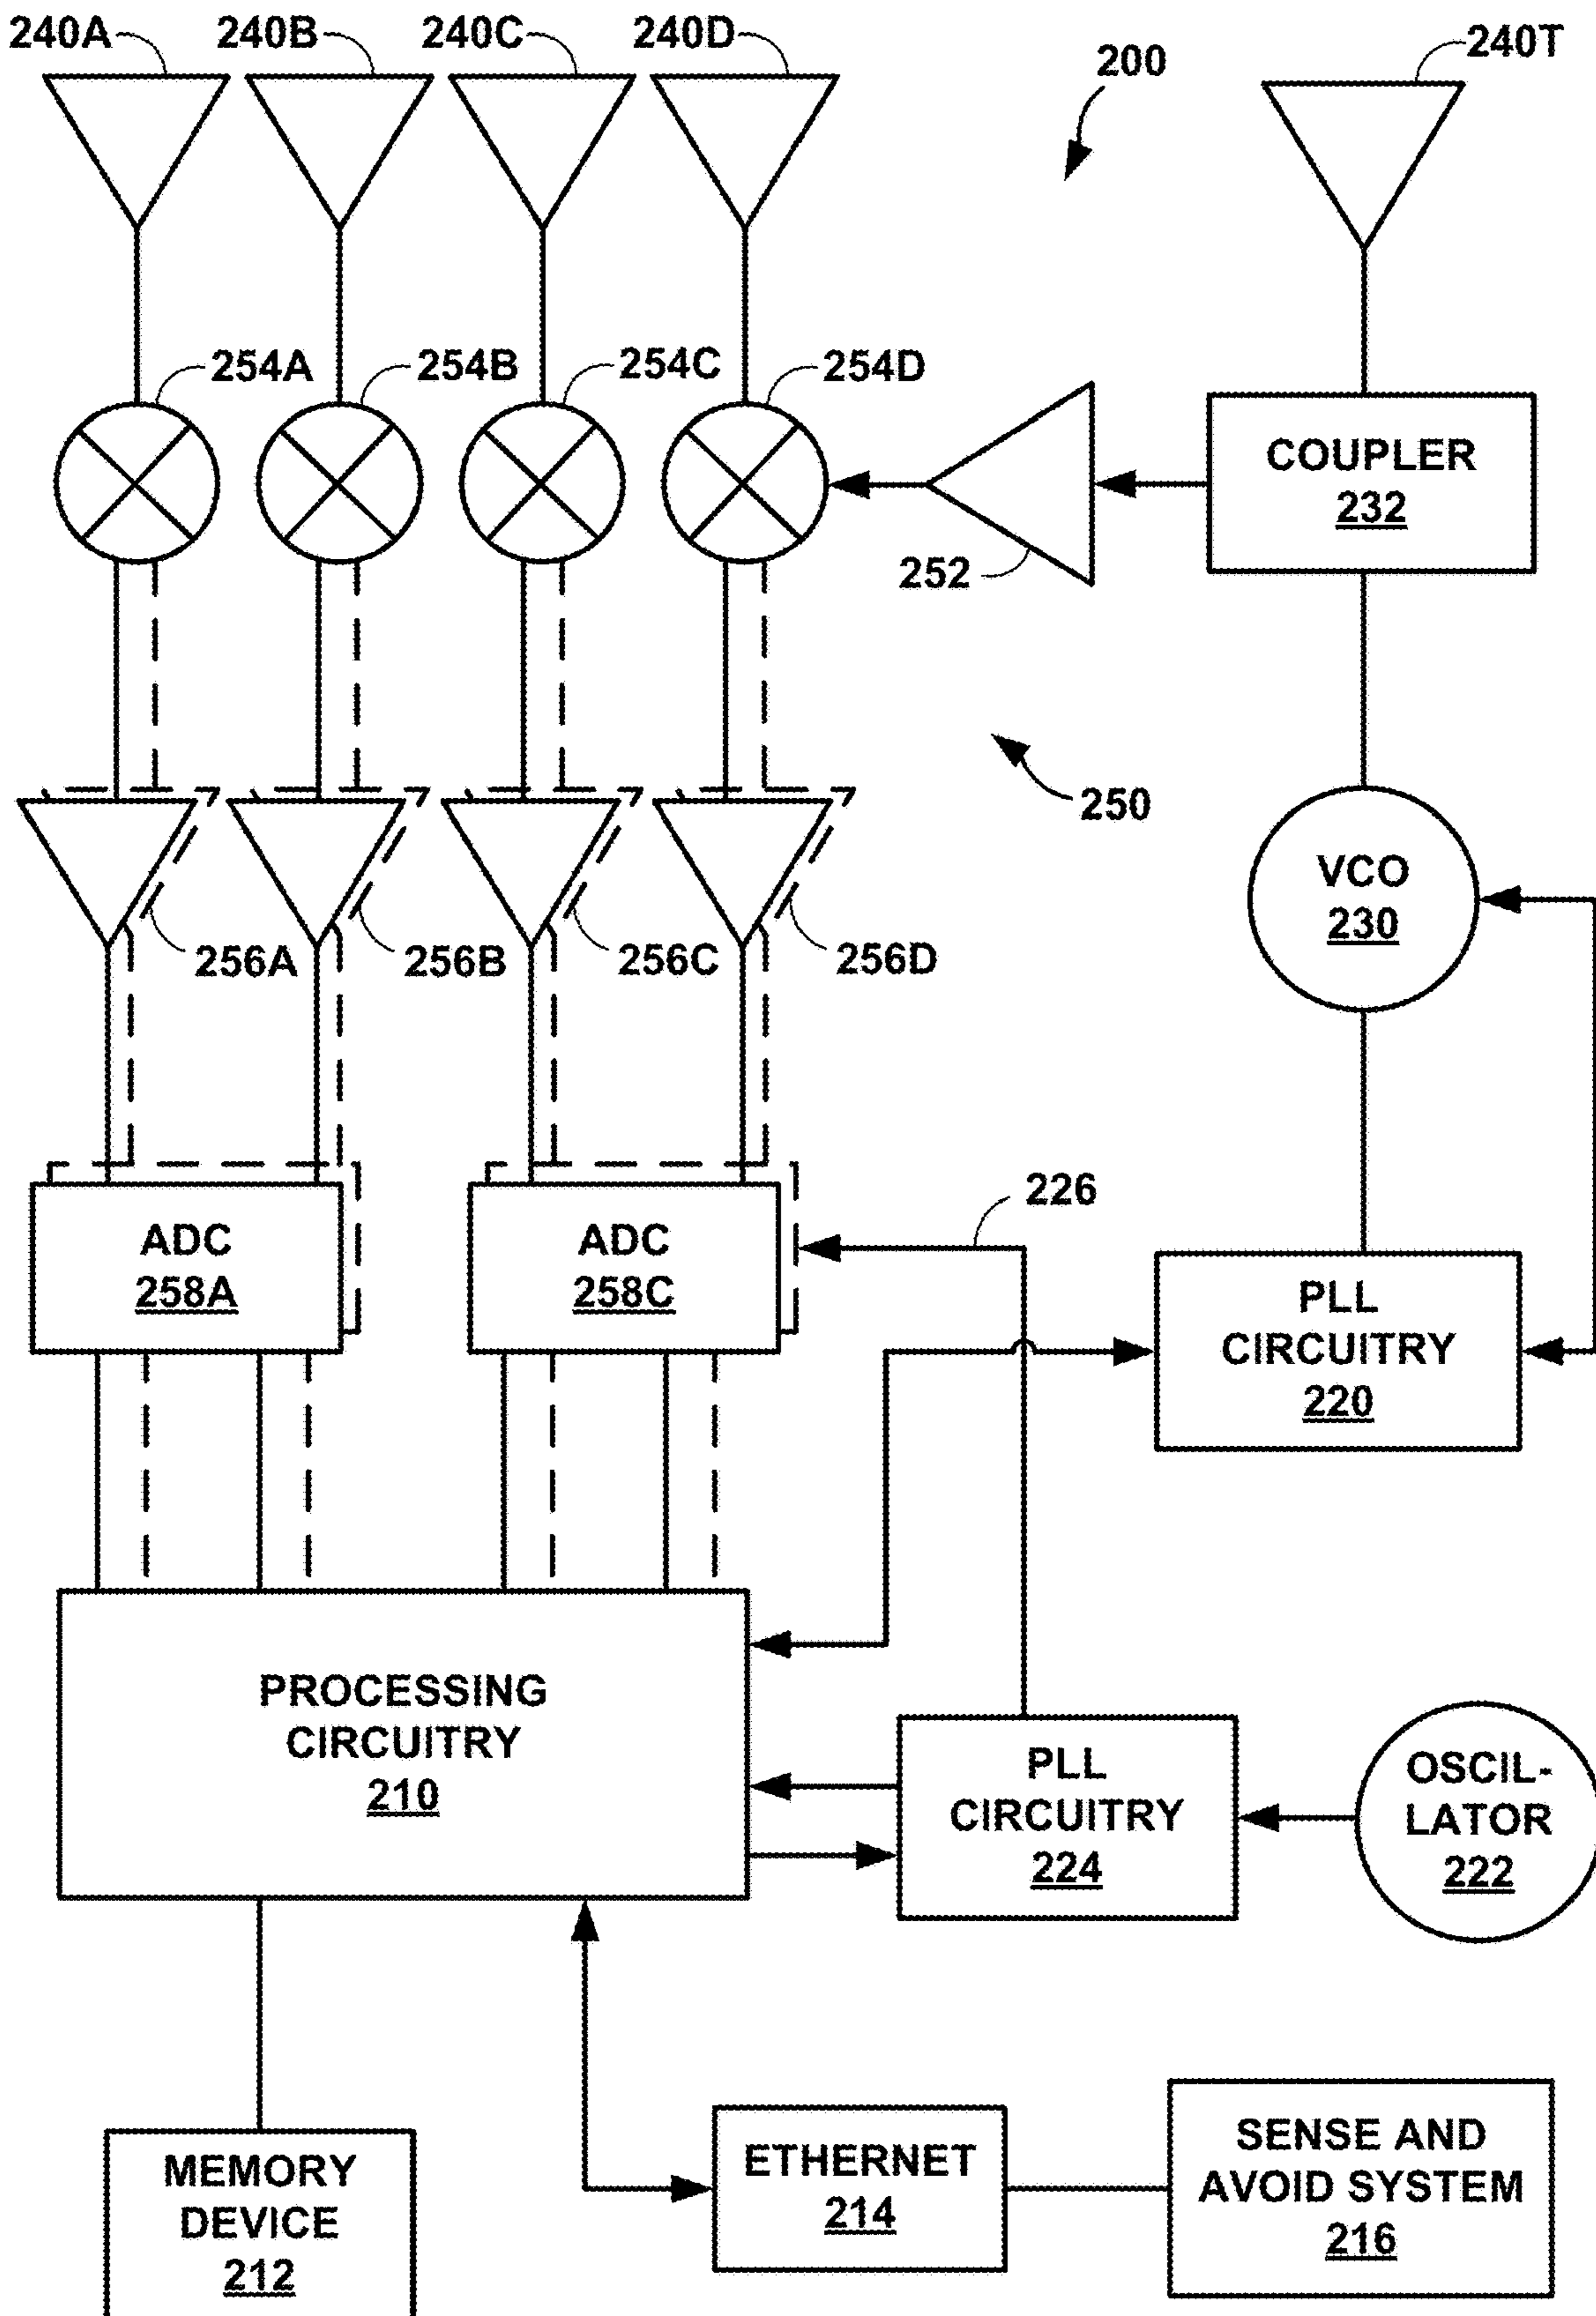 240A
240B
240C
240D
200
240T
254A
254B
254C
254D
COUPLER
232
252
250
VCO
230
256A
256B
256C
256D
226
ADC
258A
ADC
258C
PLL
CIRCUITRY
220
PROCESSING
CIRCUITRY
210
PLL
CIRCUITRY
224
OSCIL-
LATOR
222
MEMORY
DEVICE
212
ETHERNET
214
SENSE AND
AVOID SYSTEM
216